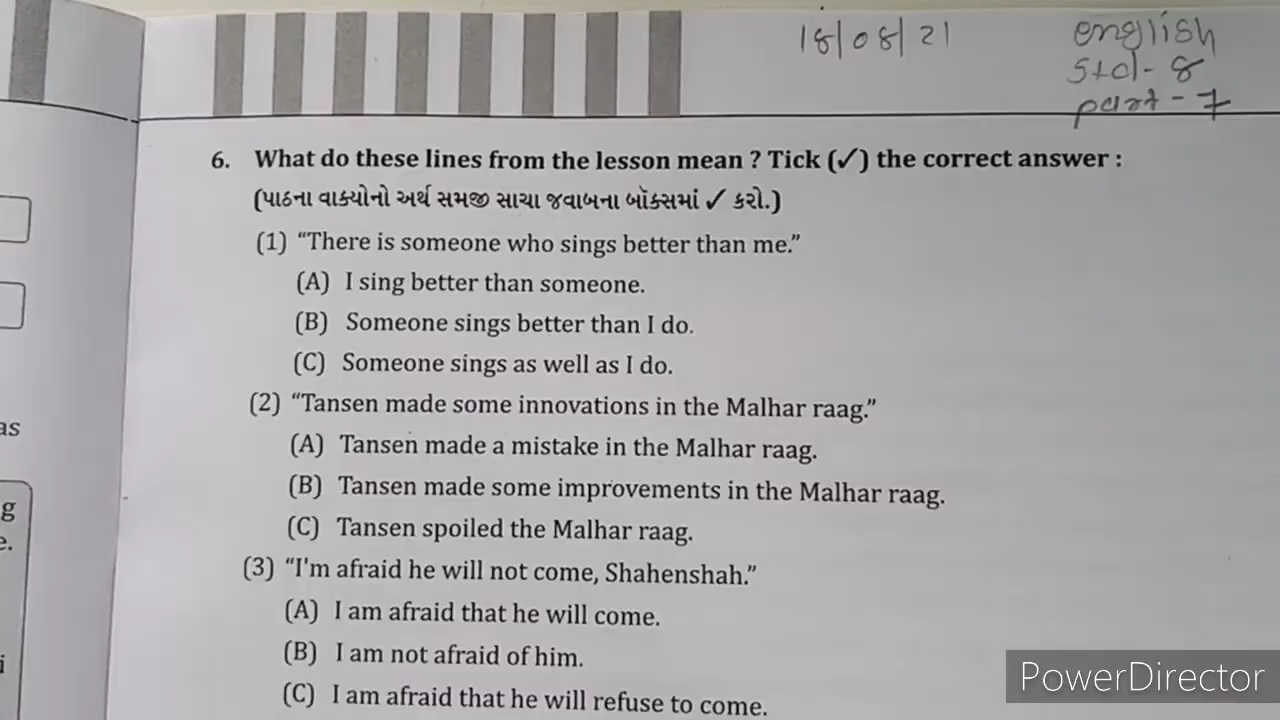 18/08/21
english
Std - 8
part - 7
6. What do these lines from the lesson mean ? Tick (✓) the correct answer :
(પાઠના વાક્યોનો અર્થ સમજી સાચા જવાબના બૉક્સમાં ✓ કરો.)
(1) “There is someone who sings better than me.”
(A) I sing better than someone.
(B) Someone sings better than I do.
(C) Someone sings as well as I do.
(2) “Tansen made some innovations in the Malhar raag.”
(A) Tansen made a mistake in the Malhar raag.
(B) Tansen made some improvements in the Malhar raag.
(C) Tansen spoiled the Malhar raag.
(3) “I'm afraid he will not come, Shahenshah.”
(A) I am afraid that he will come.
(B) I am not afraid of him.
(C) I am afraid that he will refuse to come.
as
g
e.
i
PowerDirector